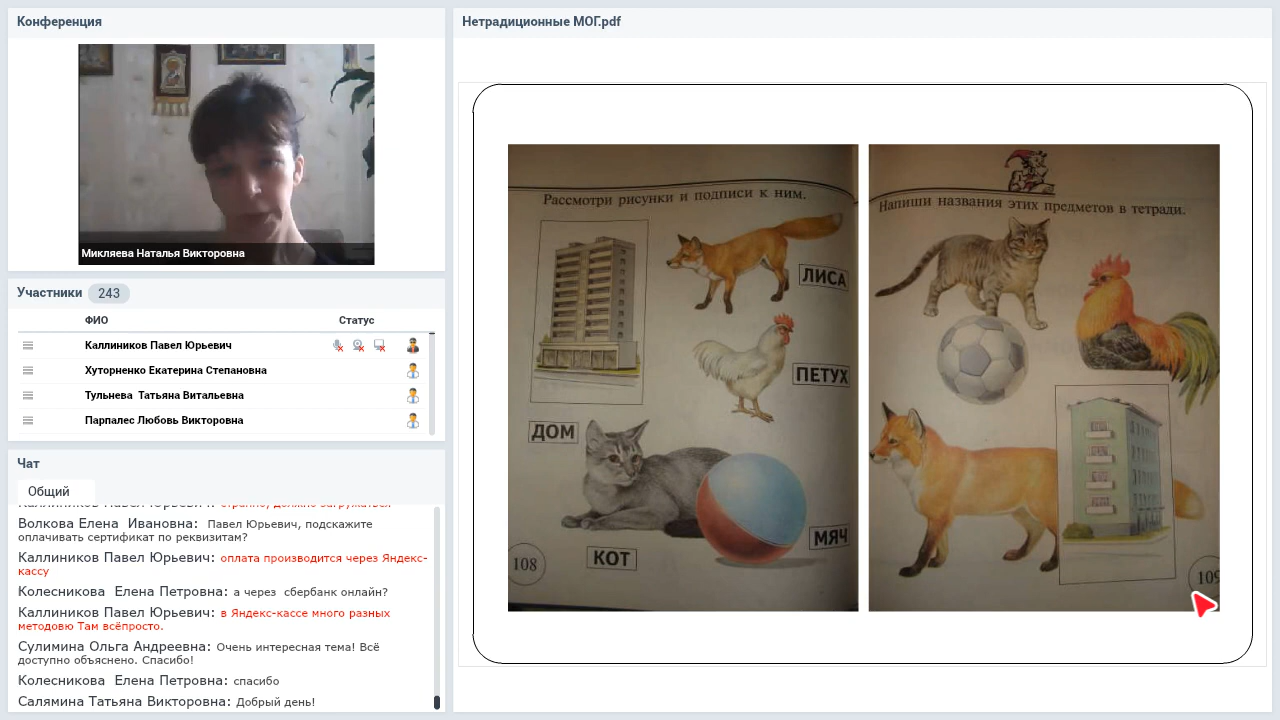 Конференция
Микляева Наталья Викторовна
Участники 243
ФИО Статус
Каллиников Павел Юрьевич
Хуторненко Екатерина Степановна
Тульнева Татьяна Витальевна
Парпалес Любовь Викторовна
Чат
Общий
Волкова Елена Ивановна: Павел Юрьевич, подскажите
оплачивать сертификат по реквизитам?
Каллиников Павел Юрьевич: оплата производится через Яндекс-
кассу
Колесникова Елена Петровна: а через сбербанк онлайн?
Каллиников Павел Юрьевич: в Яндекс-кассе много разных
методовю Там всёпросто.
Сулимина Ольга Андреевна: Очень интересная тема! Всё
доступно объяснено. Спасибо!
Колесникова Елена Петровна: спасибо
Салямина Татьяна Викторовна: Добрый день!
Нетрадиционные МОГ.pdf
Рассмотри рисунки и подписи к ним.
ЛИСА
ПЕТУХ
ДОМ
МЯЧ
КОТ
108
Напиши названия этих предметов в тетради.
109